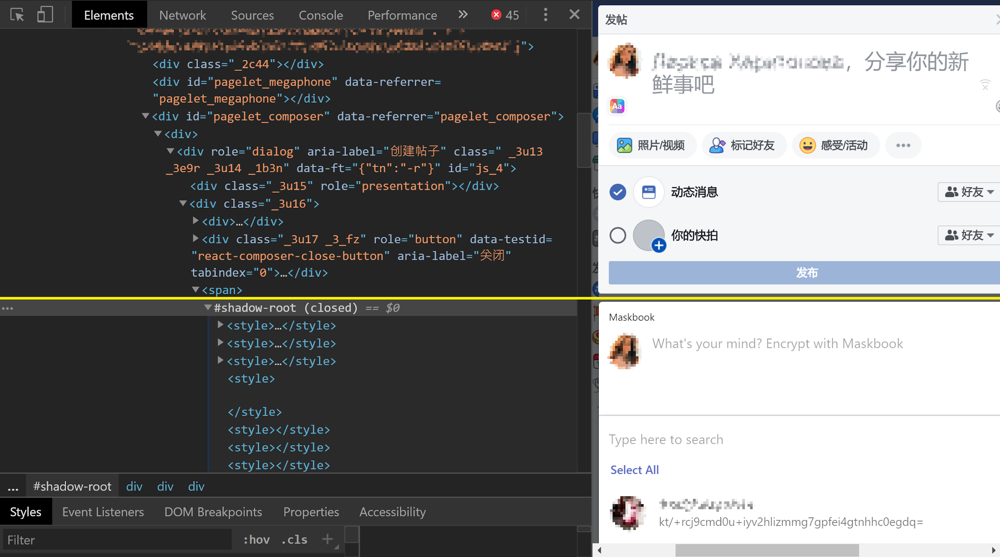 Elements
Network
Sources
Console
Performance
45
j">
<div class="_2c44"></div>
<div id="pagelet_megaphone" data-referrer=
"pagelet_megaphone"></div>
<div id="pagelet_composer" data-referrer="pagelet_composer">
<div>
<div role="dialog" aria-label="创建帖子" class=" _3u13
_3e9r _3u14 _1b3n" data-ft="{"tn":"-r"}" id="js_4">
<div class="_3u15" role="presentation"></div>
<div class="_3u16">
<div>…</div>
<div class="_3u17 _3_fz" role="button" data-testid=
"react-composer-close-button" aria-label="关闭"
tabindex="0">…</div>
<span>
#shadow-root (closed) == $0
<style>…</style>
<style>…</style>
<style>…</style>
<style>
</style>
<style></style>
<style></style>
<style></style>
... #shadow-root div div div
Styles
Event Listeners
DOM Breakpoints
Properties
Accessibility
Filter
:hov .cls +
发帖
，分享你的新
鲜事吧
Aa
照片/视频
标记好友
感受/活动
动态消息
好友
你的快拍
好友
发布
Maskbook
What's your mind? Encrypt with Maskbook
Type here to search
Select All
kt/+rcj9cmd0u+iyv2hlizmmg7gpfei4gtnhhc0egdq=